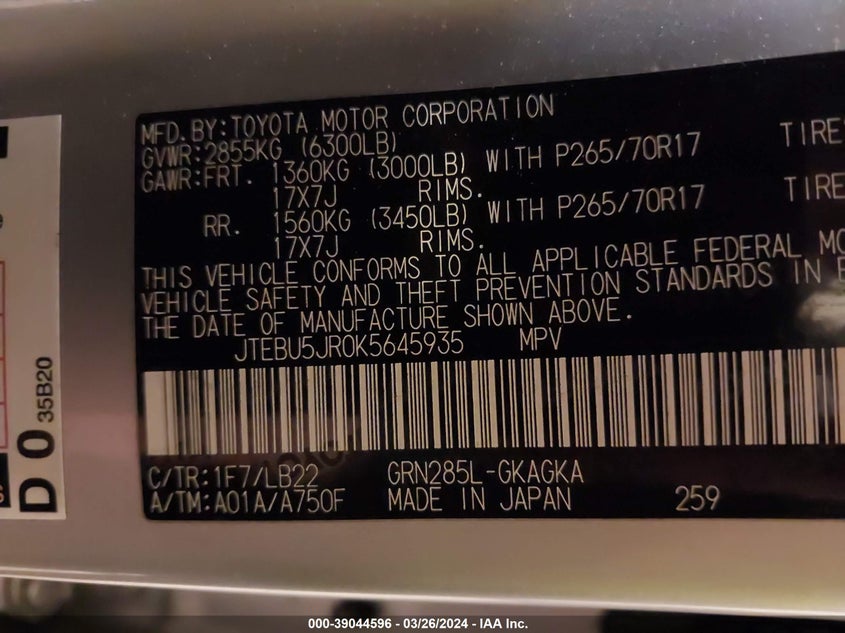 MFD.BY:TOYOTA MOTOR CORPORATION
GVWR:2855KG (6300LB)
GAWR:FRT. 1360KG (3000LB) WITH P265/70R17 TIRE
17X7J RIMS.
RR. 1560KG (3450LB) WITH P265/70R17 TIRE
17X7J RIMS.
THIS VEHICLE CONFORMS TO ALL APPLICABLE FEDERAL MO
VEHICLE SAFETY AND THEFT PREVENTION STANDARDS IN E
THE DATE OF MANUFACTURE SHOWN ABOVE.
JTEBU5JR0K5645935 MPV
C/TR:1F7/LB22 GRN285L-GKAGKA
A/TM:A01A/A750F MADE IN JAPAN 259
D 0 35B20
000-39044596 - 03/26/2024 - IAA Inc.